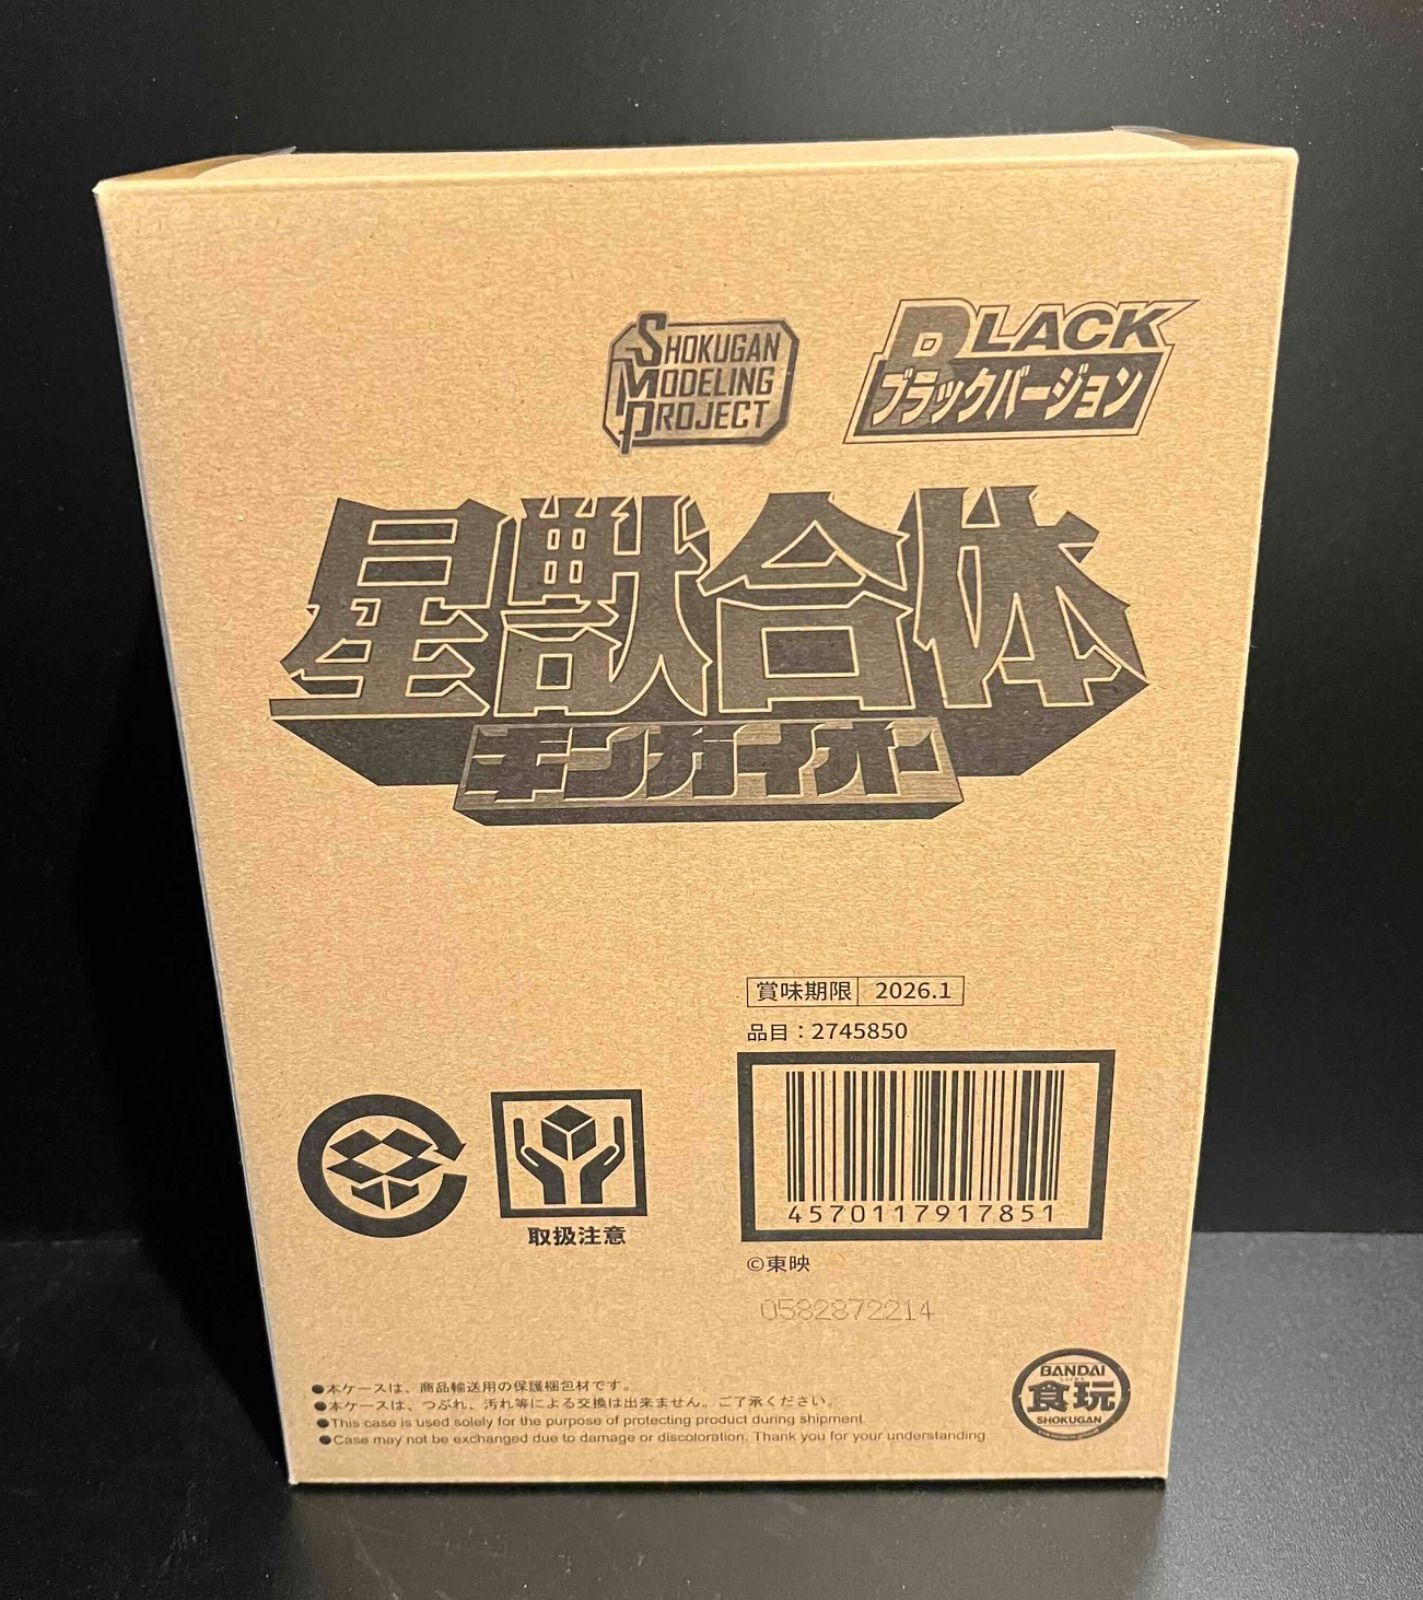 SHOKUGAN
MODELING
PROJECT
BLACK
ブラックバージョン
星獣合体
ギンガイオー
賞味期限 2026.1
品目：2745850
4570117917851
取扱注意
©東映
0582872214
●本ケースは、商品輸送用の保護梱包材です。
●本ケースは、つぶれ、汚れ等による交換は出来ません。ご了承ください。
●This case is used solely for the purpose of protecting product during shipment.
●Case may not be exchanged due to damage or discoloration. Thank you for your understanding.
BANDAI
食玩
SHOKUGAN